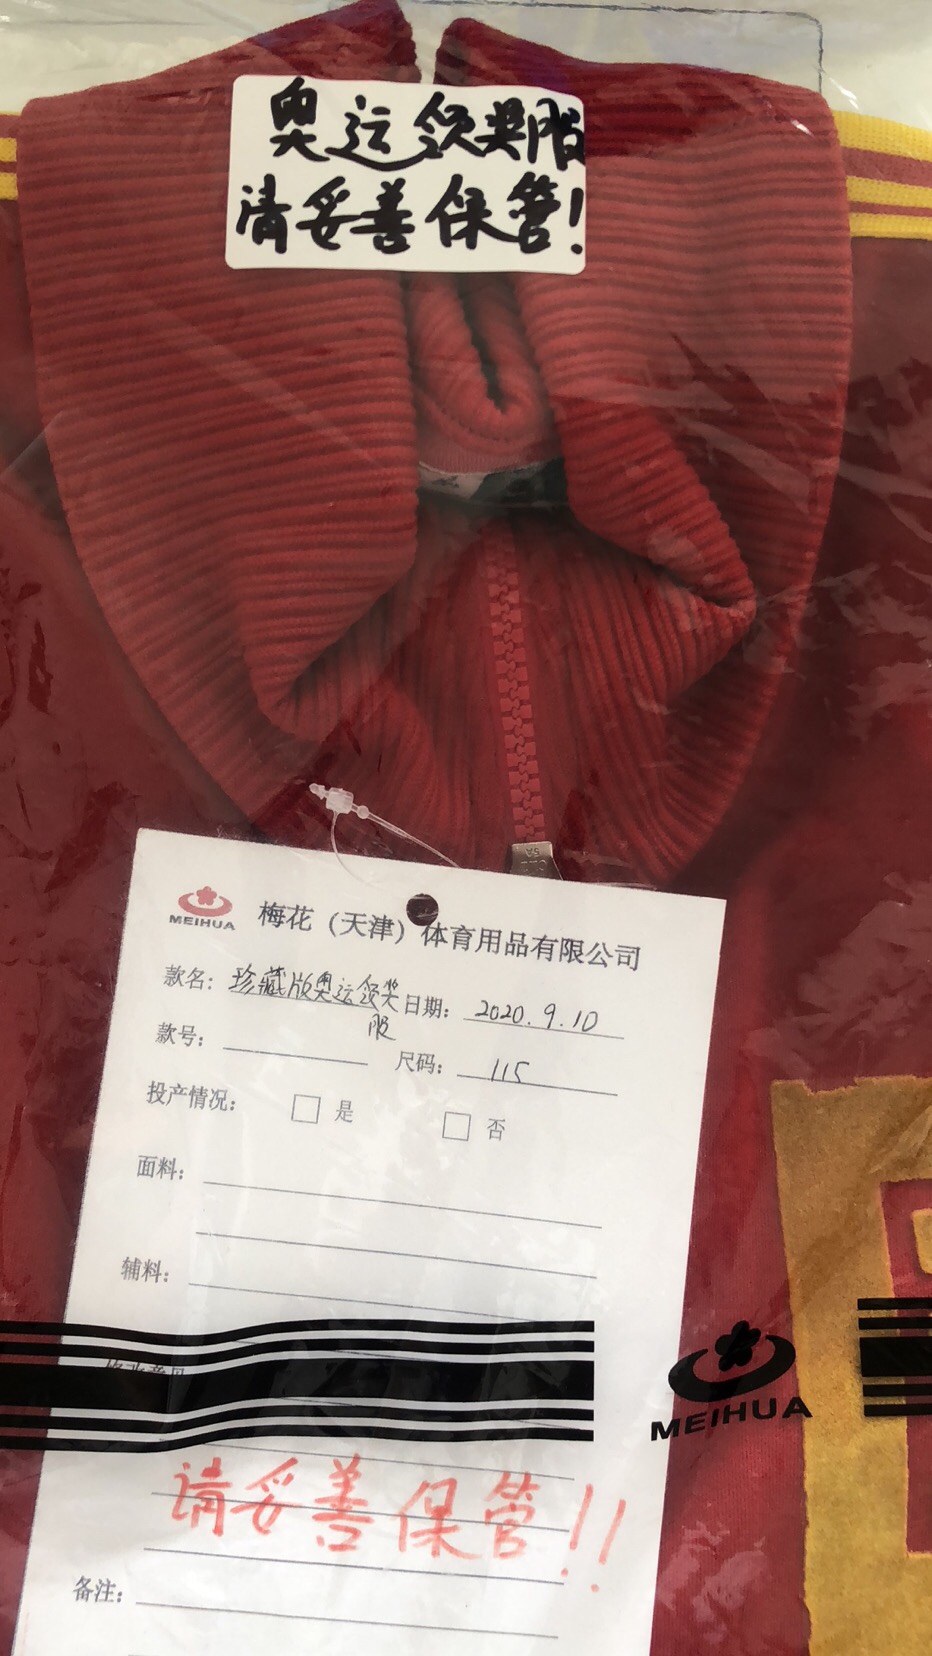 奥运领奖服
请妥善保管!
MEIHUA
梅花（天津）体育用品有限公司
款名：珍藏版奥运领奖服 日期：2020.9.10
款号：
尺码：115
投产情况：□ 是 □ 否
面料：
辅料：
MEIHUA
请妥善保管!!
备注：